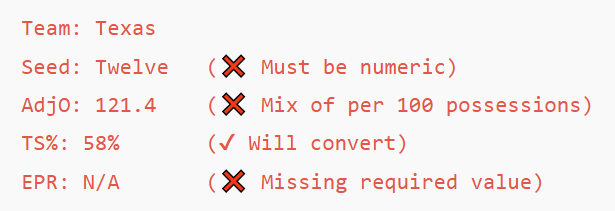 Team: Texas
Seed: Twelve (❌ Must be numeric)
AdjO: 121.4 (❌ Mix of per 100 possessions)
TS%: 58% (✓ Will convert)
EPR: N/A (❌ Missing required value)